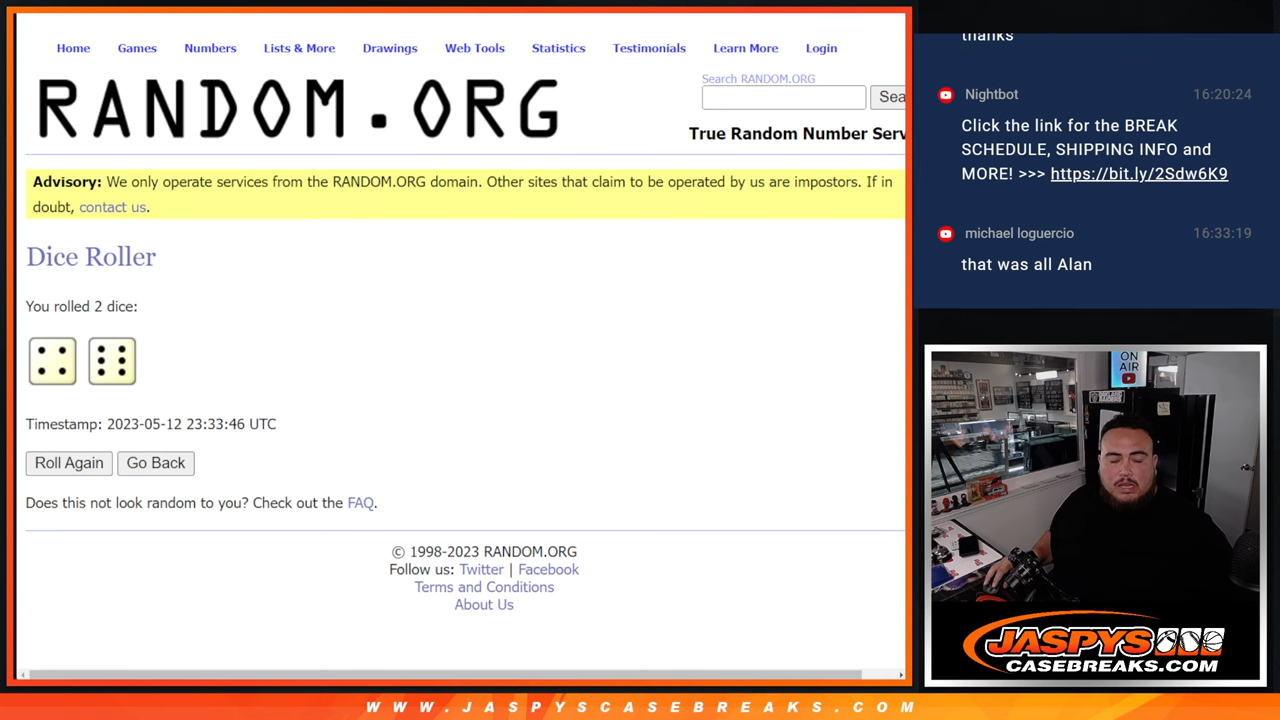 Home Games Numbers Lists & More Drawings Web Tools Statistics Testimonials Learn More Login
RANDOM.ORG
Search RANDOM.ORG
Sea
True Random Number Serv
Advisory: We only operate services from the RANDOM.ORG domain. Other sites that claim to be operated by us are impostors. If in
doubt, contact us.
Dice Roller
You rolled 2 dice:
Timestamp: 2023-05-12 23:33:46 UTC
Roll Again Go Back
Does this not look random to you? Check out the FAQ.
© 1998-2023 RANDOM.ORG
Follow us: Twitter | Facebook
Terms and Conditions
About Us
thanks
Nightbot 16:20:24
Click the link for the BREAK
SCHEDULE, SHIPPING INFO and
MORE! >>> https://bit.ly/2Sdw6K9
michael loguercio 16:33:19
that was all Alan
ON
AIR
JASPYS
CASEBREAKS.COM
WWW.JASPYSCASEBREAKS.COM